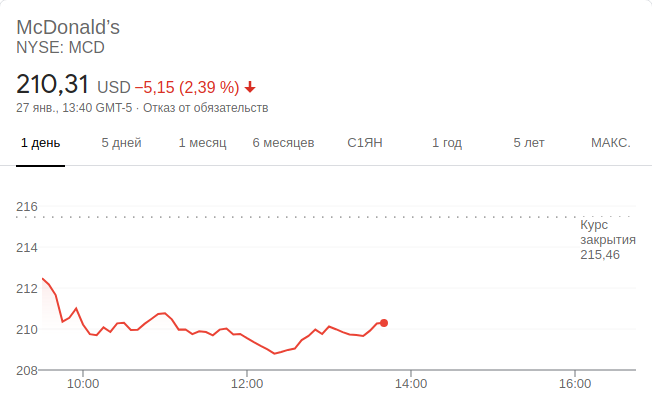 McDonald's
NYSE: MCD
210,31 USD −5,15 (2,39 %)
27 янв., 13:40 GMT-5 · Отказ от обязательств
1 день 5 дней 1 месяц 6 месяцев С1ЯН 1 год 5 лет МАКС.
216
Курс
закрытия
215,46
214
212
210
208
10:00 12:00 14:00 16:00